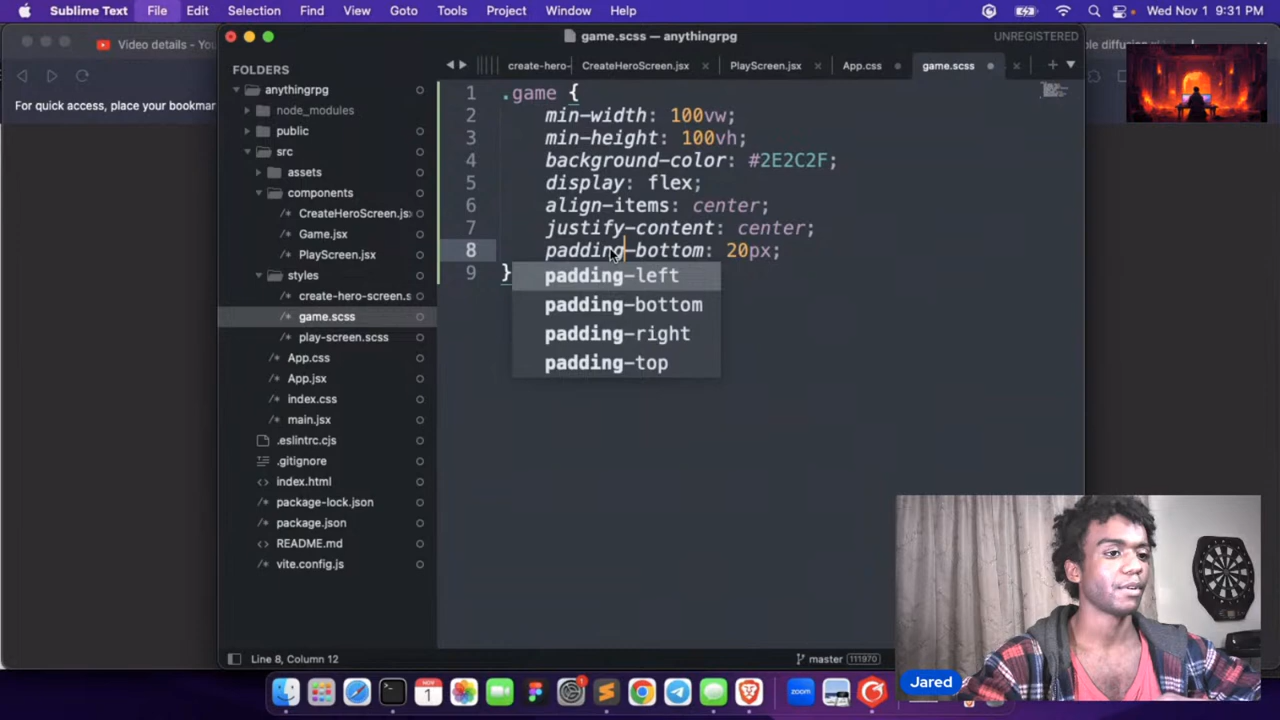 Sublime Text File Edit Selection Find View Goto Tools Project Window Help Wed Nov 1 9:31 PM
Video details - You
game.scss — anythingrpg
UNREGISTERED
For quick access, place your bookmar
FOLDERS
anythingrpg
node_modules
public
src
assets
components
CreateHeroScreen.js
Game.jsx
PlayScreen.jsx
styles
create-hero-screen.s
game.scss
play-screen.scss
App.css
App.jsx
index.css
main.jsx
.eslintrc.cjs
.gitignore
index.html
package-lock.json
package.json
README.md
vite.config.js
create-hero- CreateHeroScreen.jsx PlayScreen.jsx App.css game.scss
1 .game {
2 min-width: 100vw;
3 min-height: 100vh;
4 background-color: #2E2C2F;
5 display: flex;
6 align-items: center;
7 justify-content: center;
8 padding-bottom: 20px;
9 }
padding-left
padding-bottom
padding-right
padding-top
Line 8, Column 12
master 111970
Jared
NOV
1
zoom
1